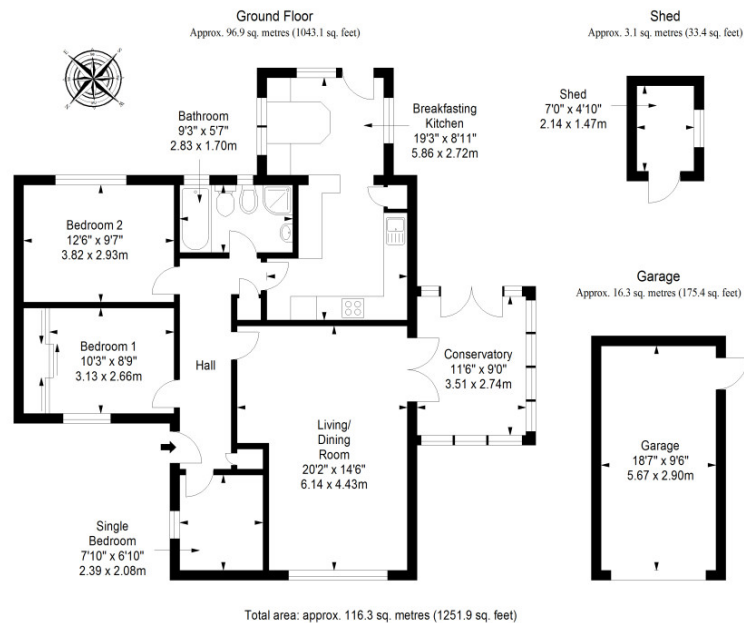 Ground Floor
Approx. 96.9 sq. metres (1043.1 sq. feet)
Shed
Approx. 3.1 sq. metres (33.4 sq. feet)
Bathroom
9'3" x 5'7"
2.83 x 1.70m
Breakfasting
Kitchen
19'3" x 8'11"
5.86 x 2.72m
Shed
7'0" x 4'10"
2.14 x 1.47m
Bedroom 2
12'6" x 9'7"
3.82 x 2.93m
Garage
Approx. 16.3 sq. metres (175.4 sq. feet)
Bedroom 1
10'3" x 8'9"
3.13 x 2.66m
Hall
Conservatory
11'6" x 9'0"
3.51 x 2.74m
Living/
Dining
Room
20'2" x 14'6"
6.14 x 4.43m
Garage
18'7" x 9'6"
5.67 x 2.90m
Single
Bedroom
7'10" x 6'10"
2.39 x 2.08m
Total area: approx. 116.3 sq. metres (1251.9 sq. feet)